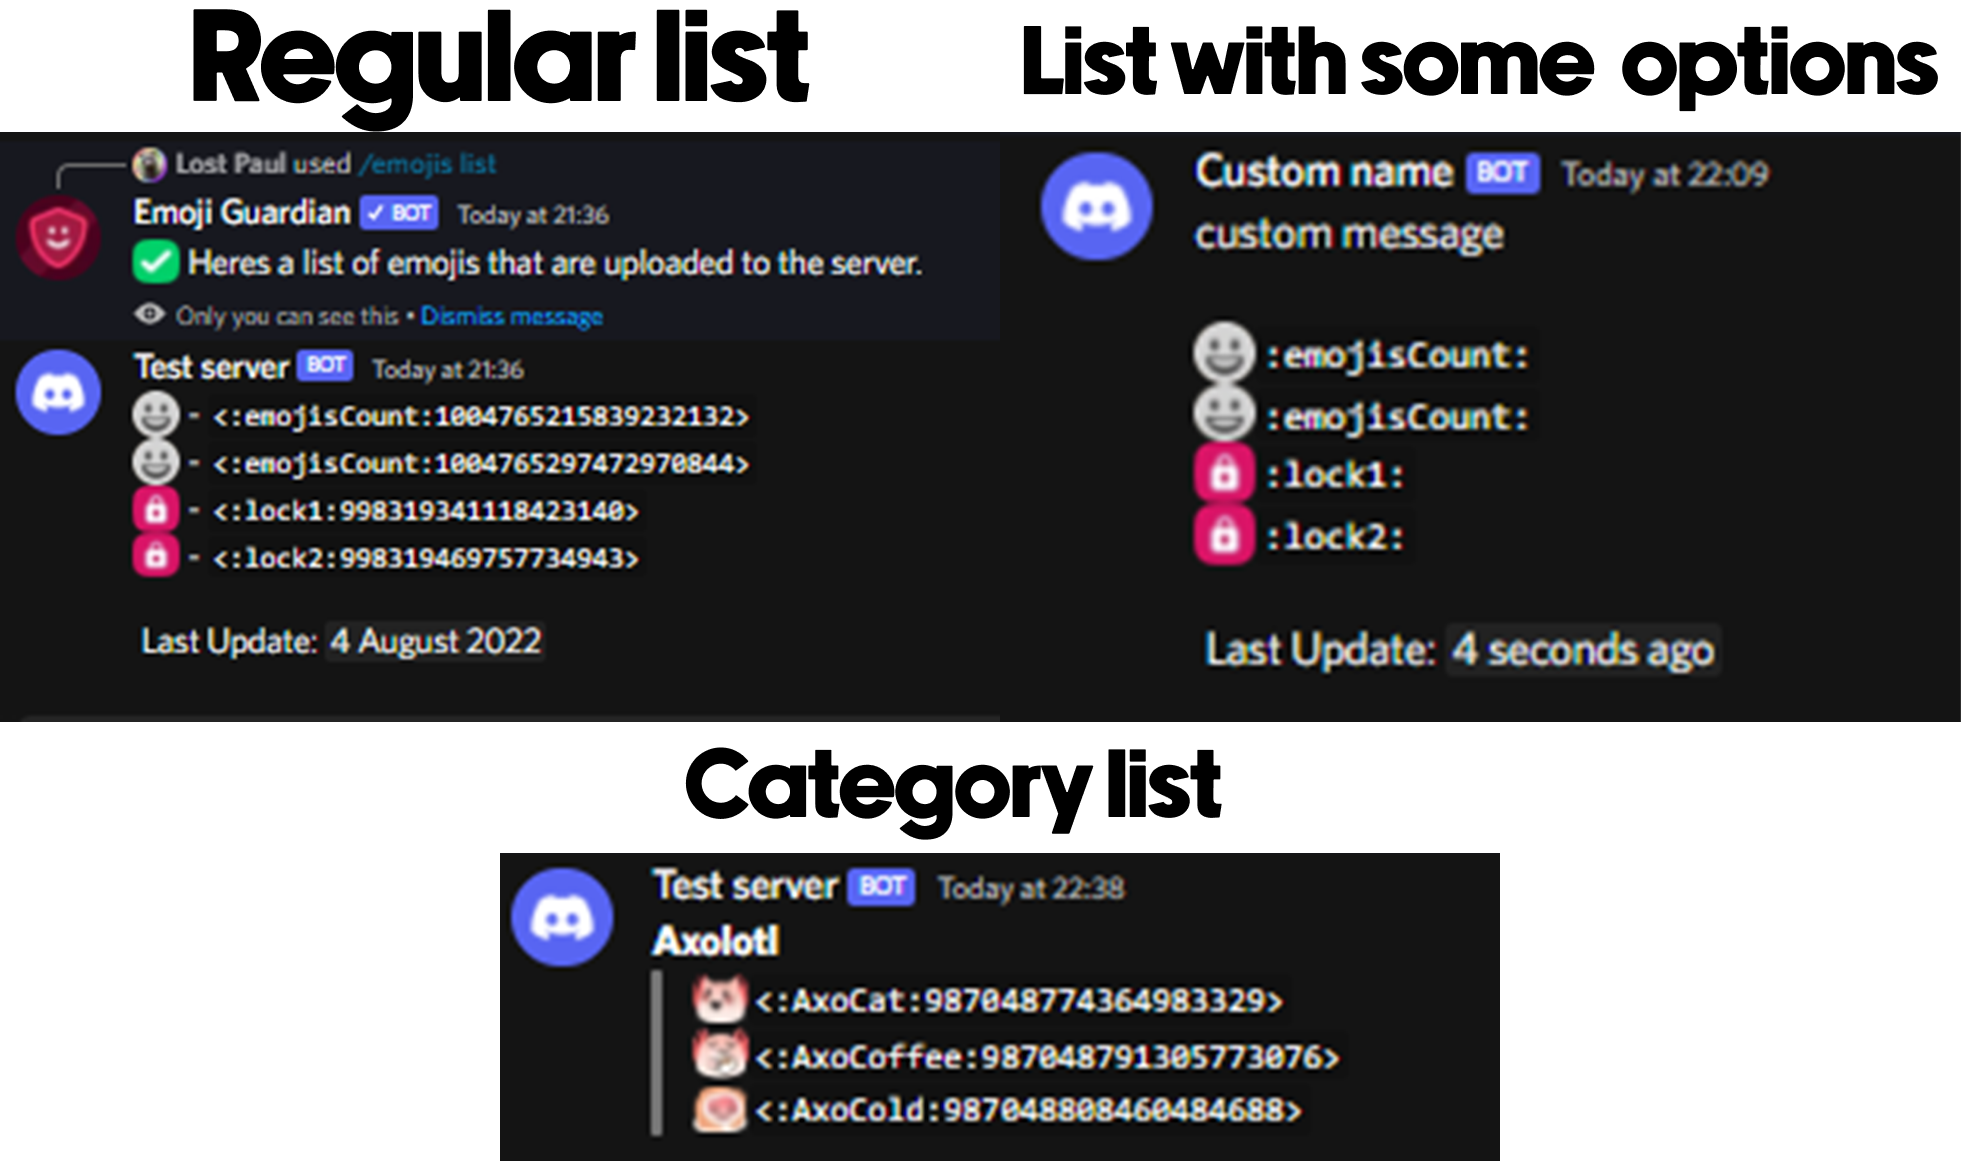 Regular list
Lost Paul used /emojis list
Emoji Guardian ✓ BOT Today at 21:36
Heres a list of emojis that are uploaded to the server.
Only you can see this • Dismiss message
Test server BOT Today at 21:36
- <:emojisCount:1004765215839232132>
- <:emojisCount:1004765297472970844>
- <:lock1:998319341118423140>
- <:lock2:998319469757734943>
Last Update: 4 August 2022
List with some options
Custom name BOT Today at 22:09
custom message
:emojisCount:
:emojisCount:
:lock1:
:lock2:
Last Update: 4 seconds ago
Category list
Test server BOT Today at 22:38
Axolotl
<:AxoCat:987048774364983329>
<:AxoCoffee:987048791305773076>
<:AxoCold:987048808460484688>